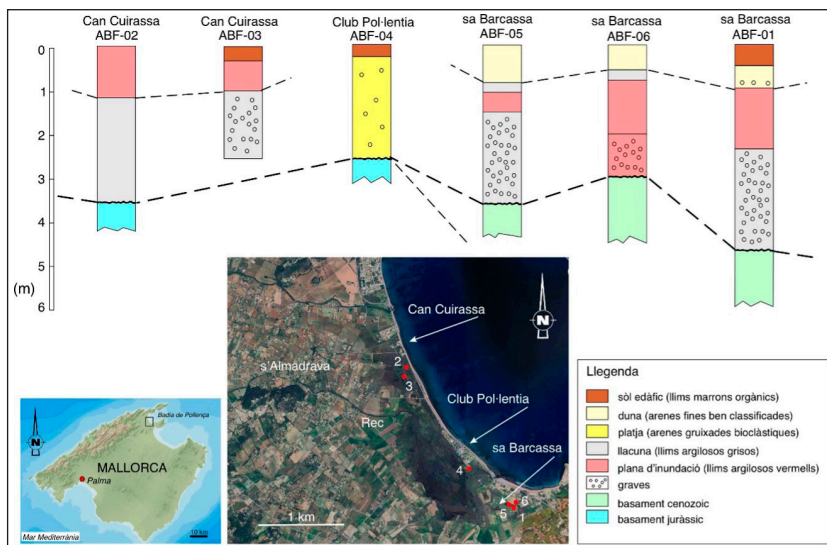 Can Cuirassa
ABF-02
Can Cuirassa
ABF-03
Club Pol·lentia
ABF-04
sa Barcassa
ABF-05
sa Barcassa
ABF-06
sa Barcassa
ABF-01
0
1
2
3
4
5
(m)
6
N
Can Cuirassa
s'Almadrava
2
3
Rec
Club Pol·lentia
sa Barcassa
4
5
6
1
1 km
N
Badia de Pollença
MALLORCA
Palma
Mar Mediterrània
10 km
Llegenda
sòl edàfic (llims marrons orgànics)
duna (arenes fines ben classificades)
platja (arenes gruixades bioclàstiques)
llacuna (llims argilosos grisos)
plana d'inundació (llims argilosos vermells)
graves
basament cenozoic
basament juràssic